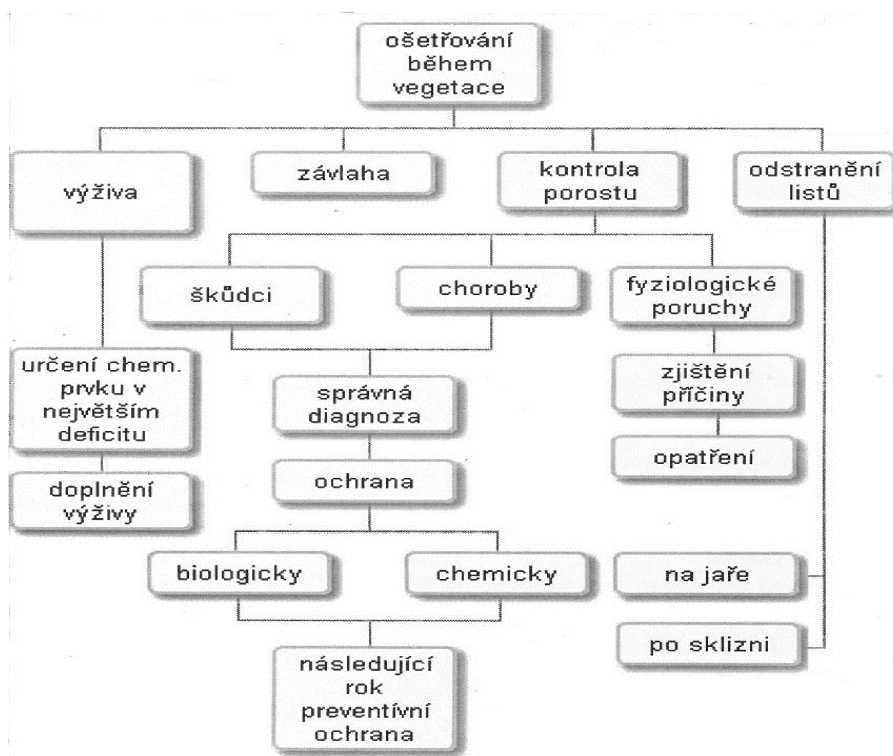 ošetřování
během
vegetace
výživa
závlaha
kontrola
porostu
odstranění
listů
škůdci
choroby
fyziologické
poruchy
určení chem.
prvku v
největším
deficitu
správná
diagnoza
zjištění
příčiny
doplnění
výživy
ochrana
opatření
biologicky
chemicky
na jaře
po sklizni
následující
rok
preventívní
ochrana